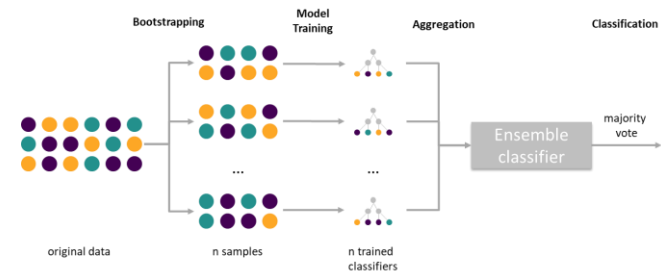 Bootstrapping
Model
Training
Aggregation
Classification
...
...
Ensemble
classifier
majority
vote
original data
n samples
n trained
classifiers